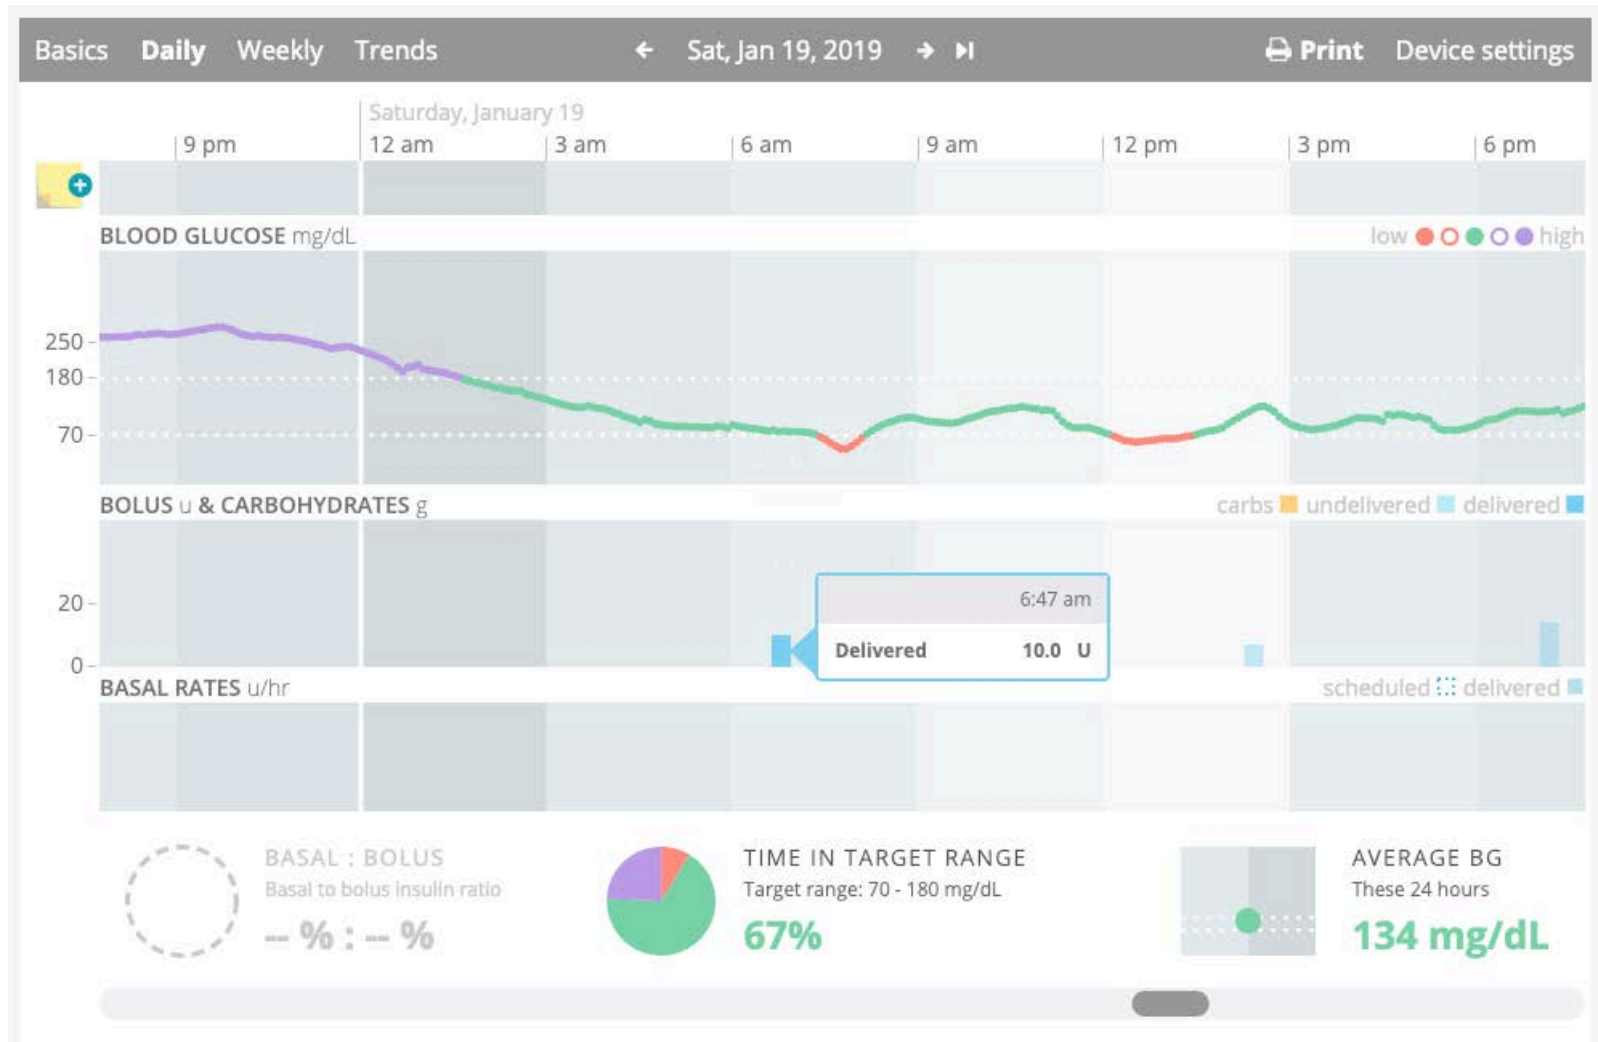 Basics Daily Weekly Trends Sat, Jan 19, 2019 Print Device settings
Saturday, January 19
9 pm 12 am 3 am 6 am 9 am 12 pm 3 pm 6 pm
BLOOD GLUCOSE mg/dL low high
250
180
70
BOLUS u & CARBOHYDRATES g carbs undelivered delivered
20
6:47 am
Delivered 10.0 U
0
BASAL RATES u/hr scheduled delivered
BASAL : BOLUS
Basal to bolus insulin ratio
-- % : -- %
TIME IN TARGET RANGE
Target range: 70 - 180 mg/dL
67%
AVERAGE BG
These 24 hours
134 mg/dL